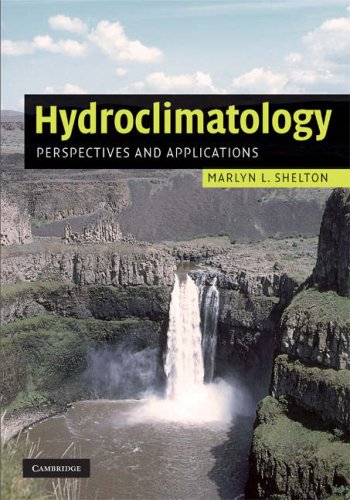 Hydroclimatology
PERSPECTIVES AND APPLICATIONS
MARLYN L. SHELTON
CAMBRIDGE